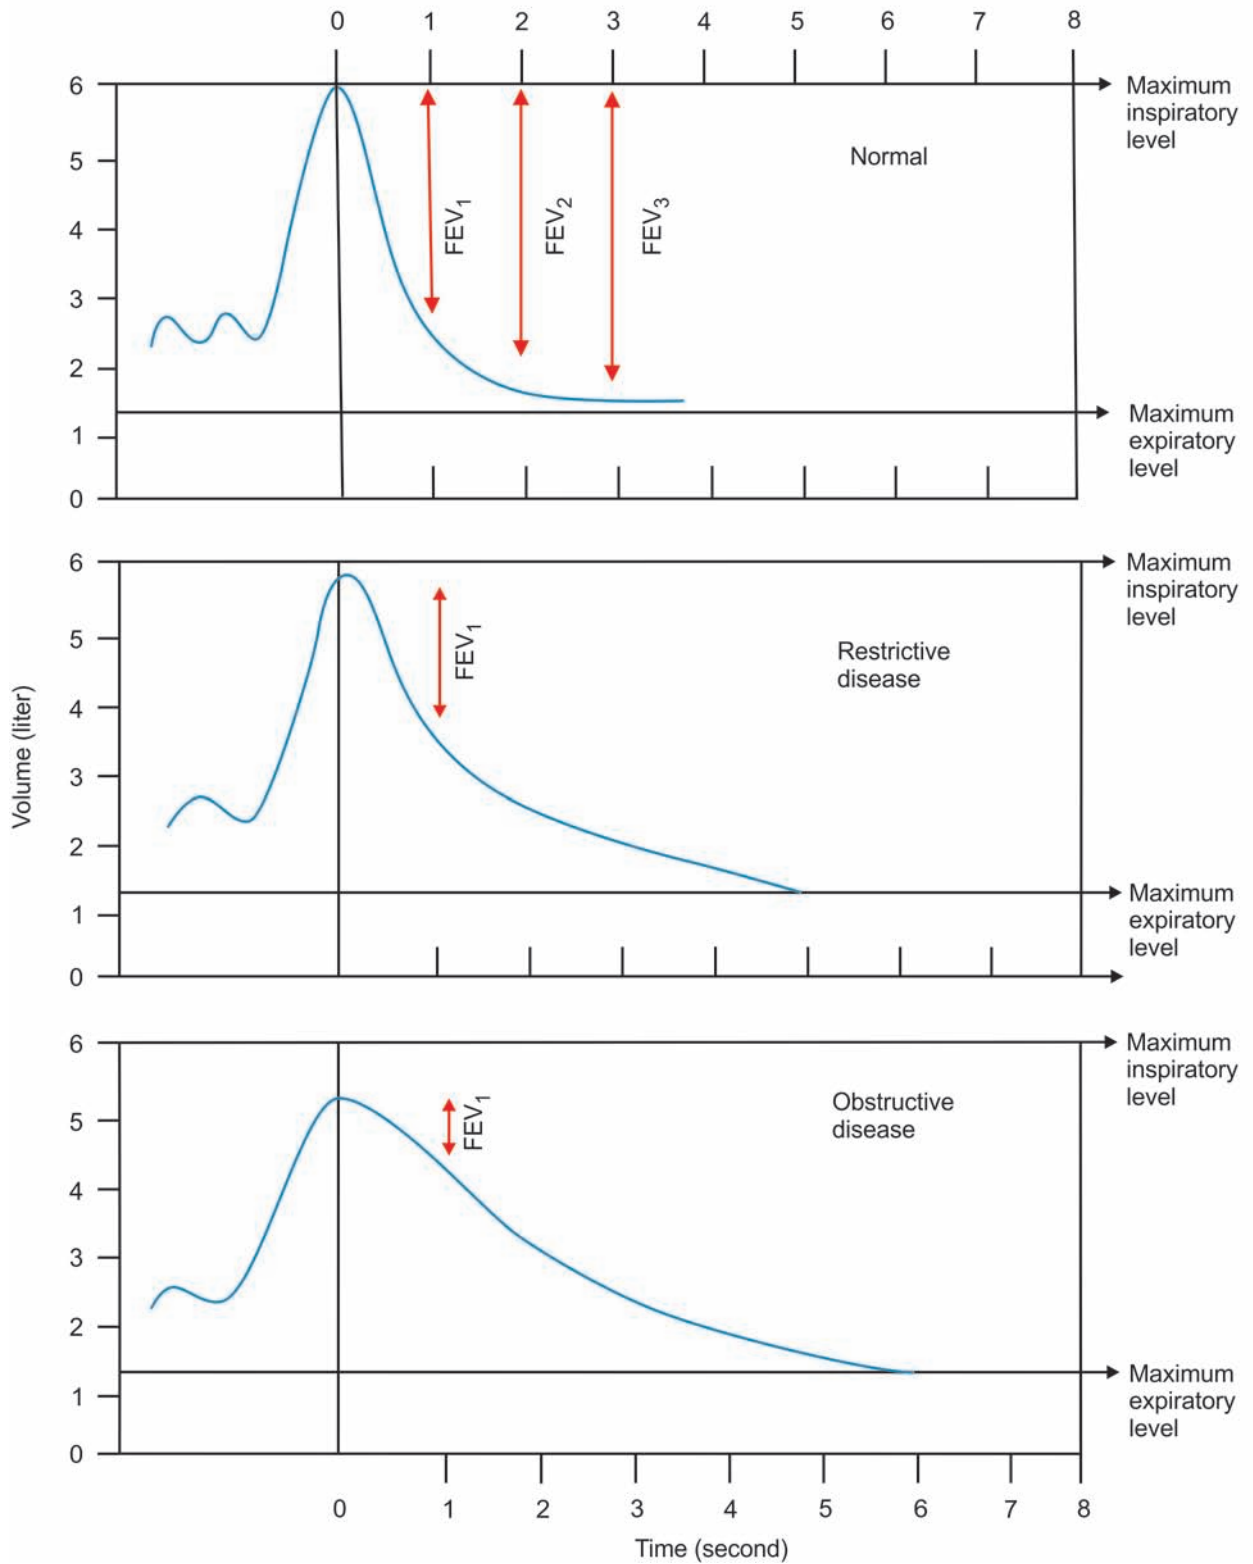 0 1 2 3 4 5 6 7 8
6
Maximum
inspiratory
level
5
Normal
4
FEV1
FEV2
FEV3
3
2
Maximum
expiratory
level
1
0
Volume (liter)
6
Maximum
inspiratory
level
5
FEV1
Restrictive
disease
4
3
2
Maximum
expiratory
level
1
0
6
Maximum
inspiratory
level
5
FEV1
Obstructive
disease
4
3
2
Maximum
expiratory
level
1
0
0 1 2 3 4 5 6 7 8
Time (second)